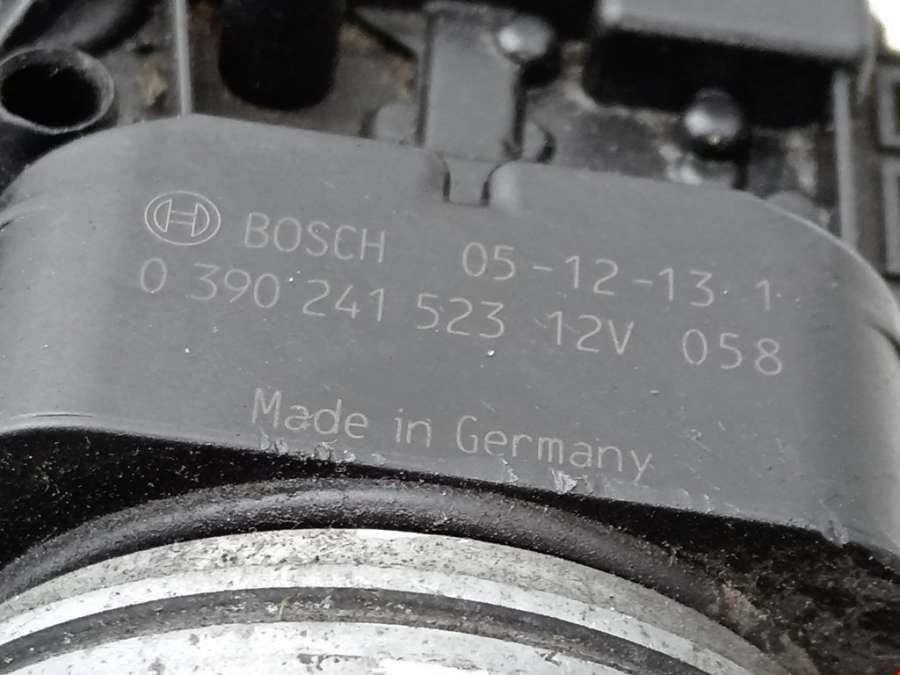 BOSCH 05-12-13 1
0 390 241 523 12V 058
Made in Germany